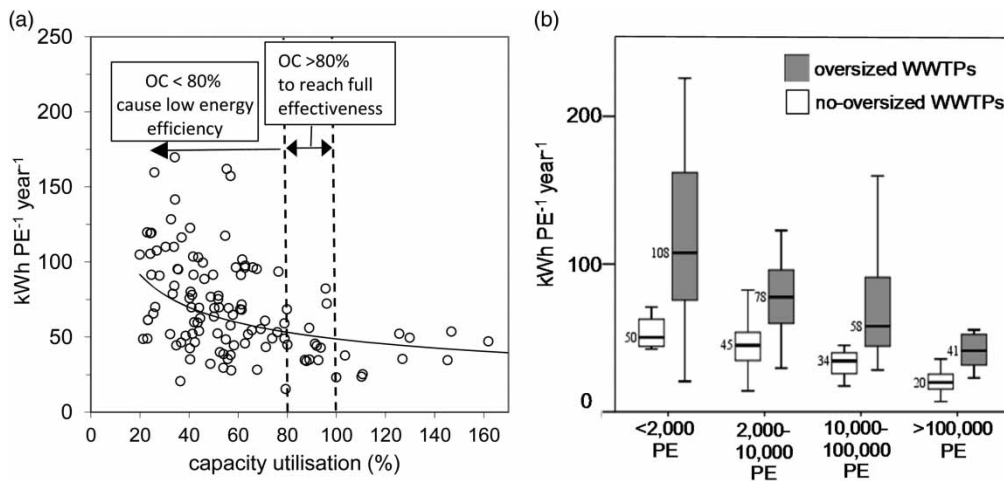 (a)
250
200
150
100
50
0
kWh PE⁻¹ year⁻¹
OC < 80%
cause low energy
efficiency
OC >80%
to reach full
effectiveness
0 20 40 60 80 100 120 140 160
capacity utilisation (%)
(b)
kWh PE⁻¹ year⁻¹
200
100
0
oversized WWTPs
no-oversized WWTPs
50
108
45
78
34
58
20
41
<2,000 2,000- 10,000- >100,000
PE 10,000 100,000 PE
PE PE